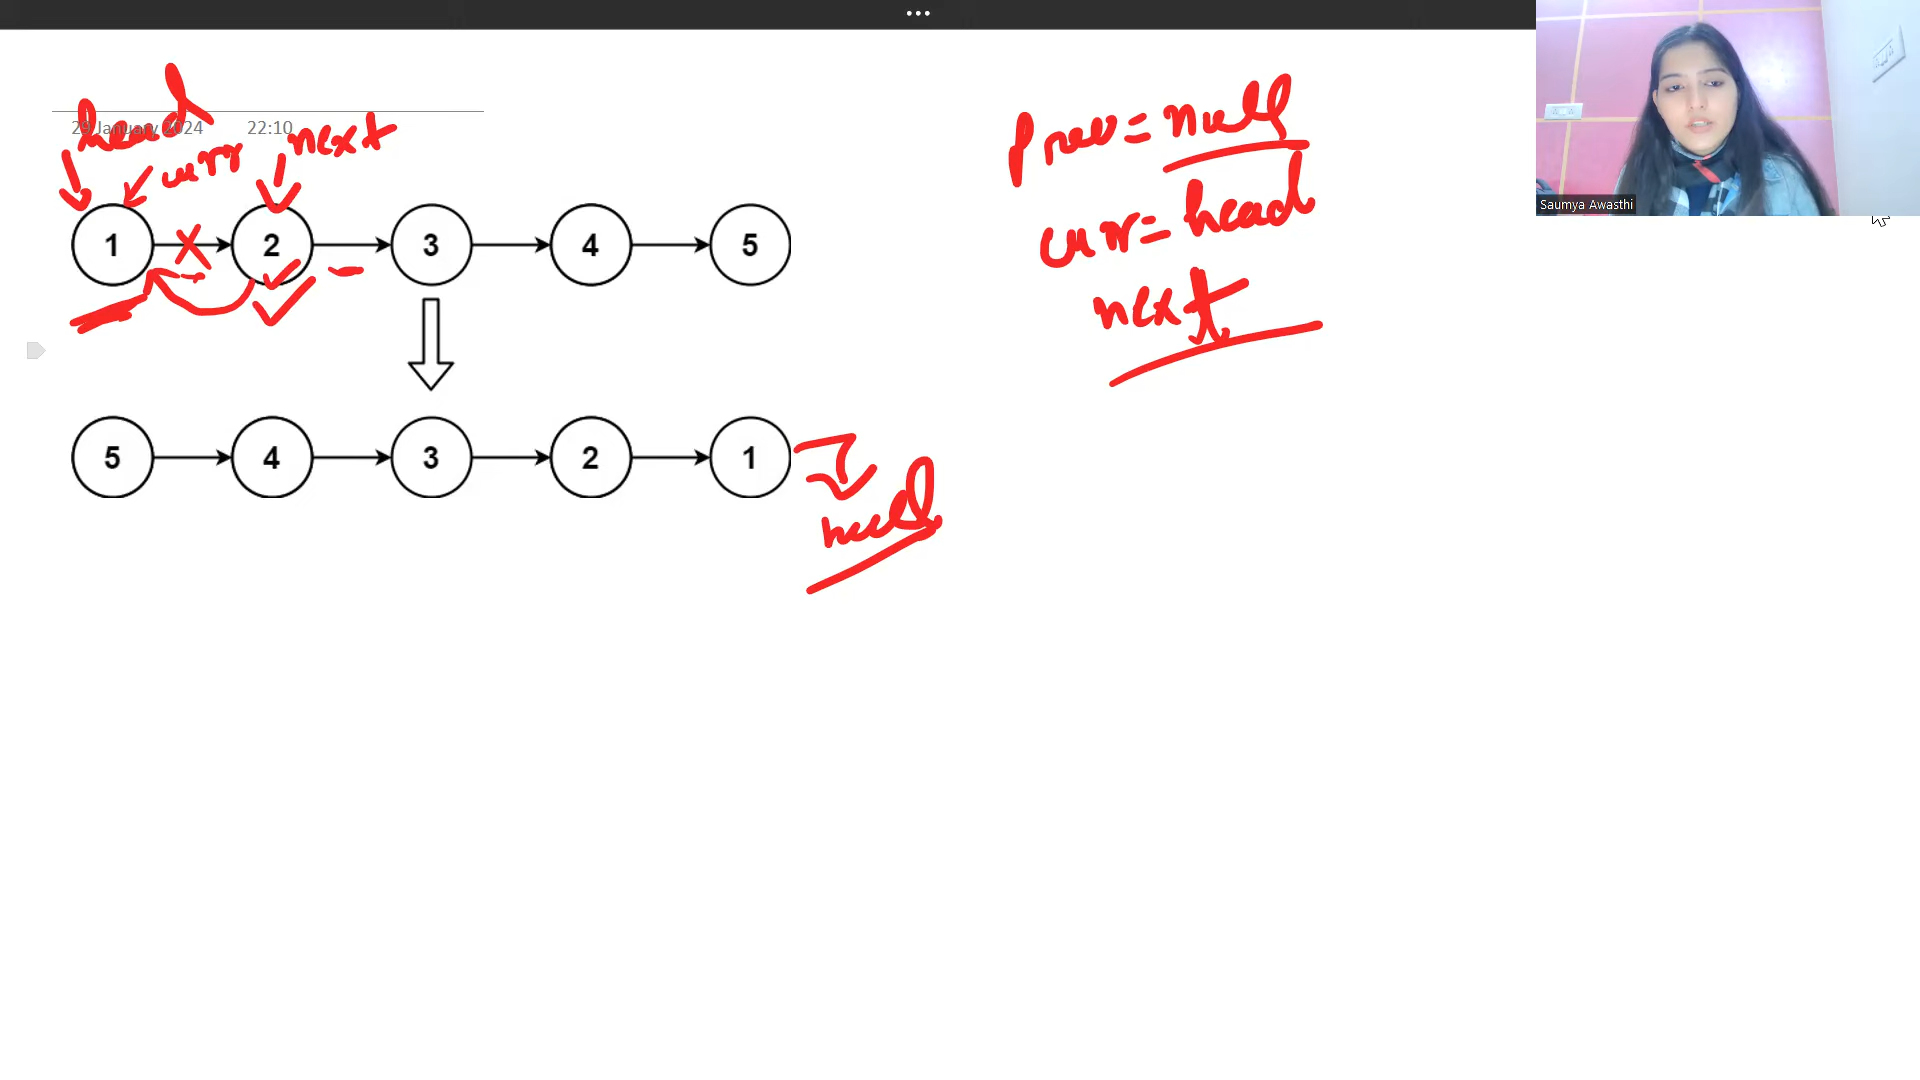 •••
head
23 January 2024 22:10
next
curr
1 2 3 4 5
5 4 3 2 1
null
prev = null
curr = head
next
Saumya Awasthi